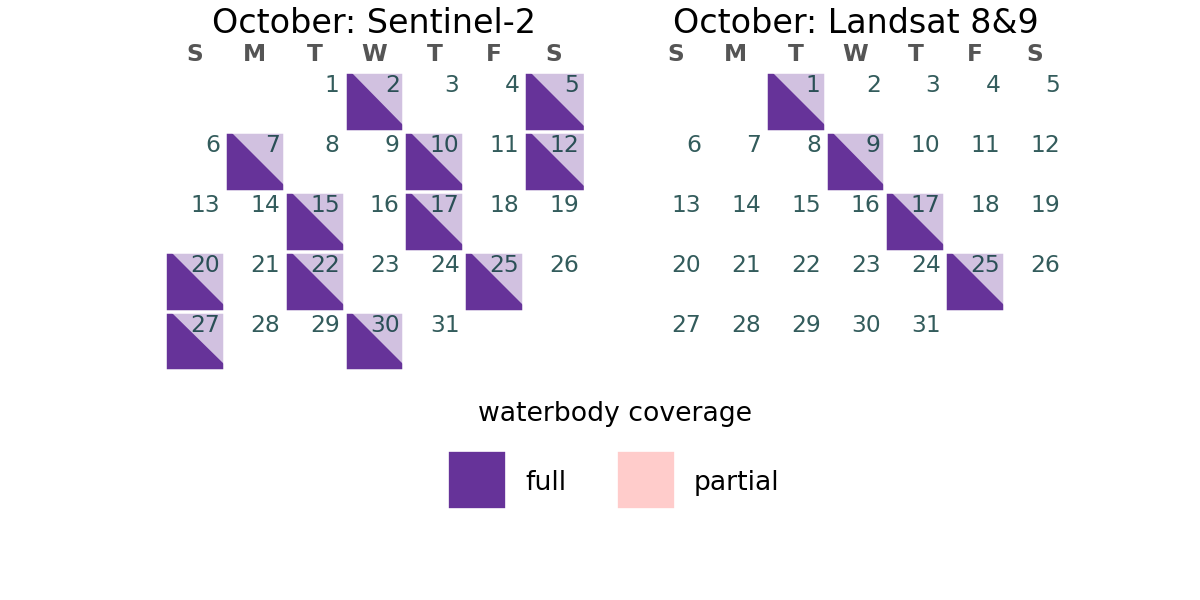 October: Sentinel-2
S M T W T F S
1 2 3 4 5
6 7 8 9 10 11 12
13 14 15 16 17 18 19
20 21 22 23 24 25 26
27 28 29 30 31
October: Landsat 8&9
S M T W T F S
1 2 3 4 5
6 7 8 9 10 11 12
13 14 15 16 17 18 19
20 21 22 23 24 25 26
27 28 29 30 31
waterbody coverage
full partial